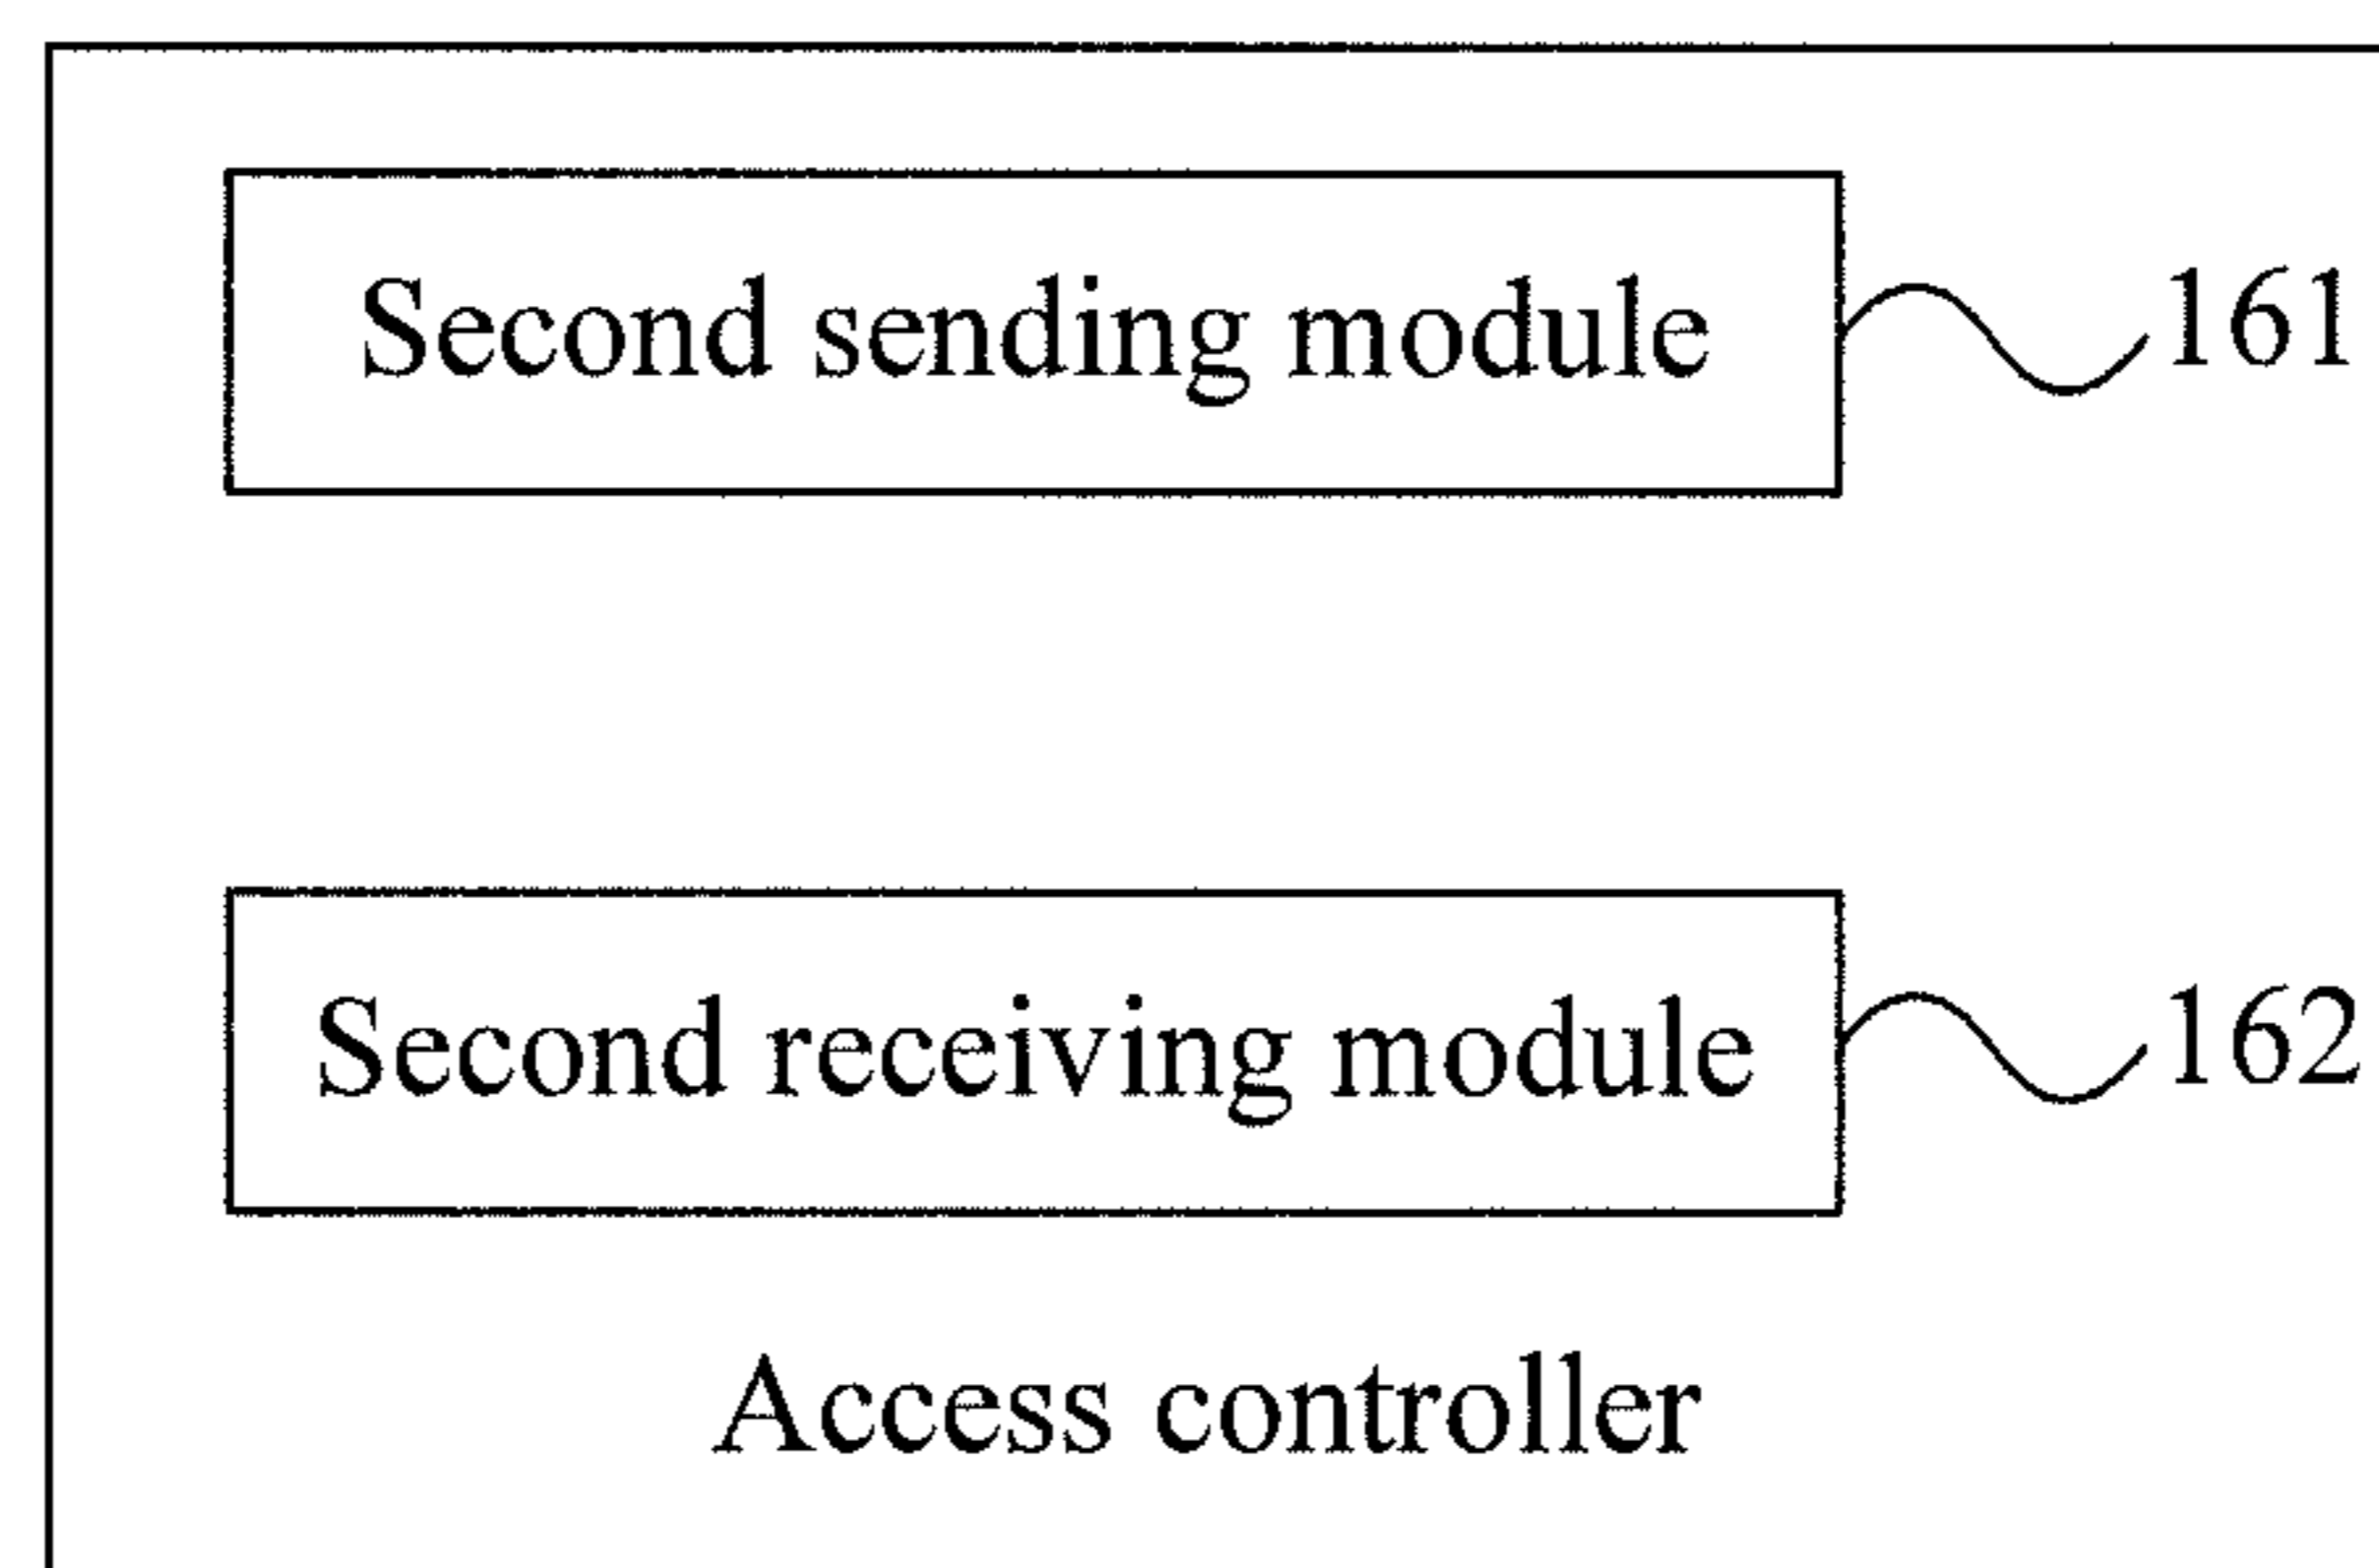 Second sending module 161
Second receiving module 162
Access controller